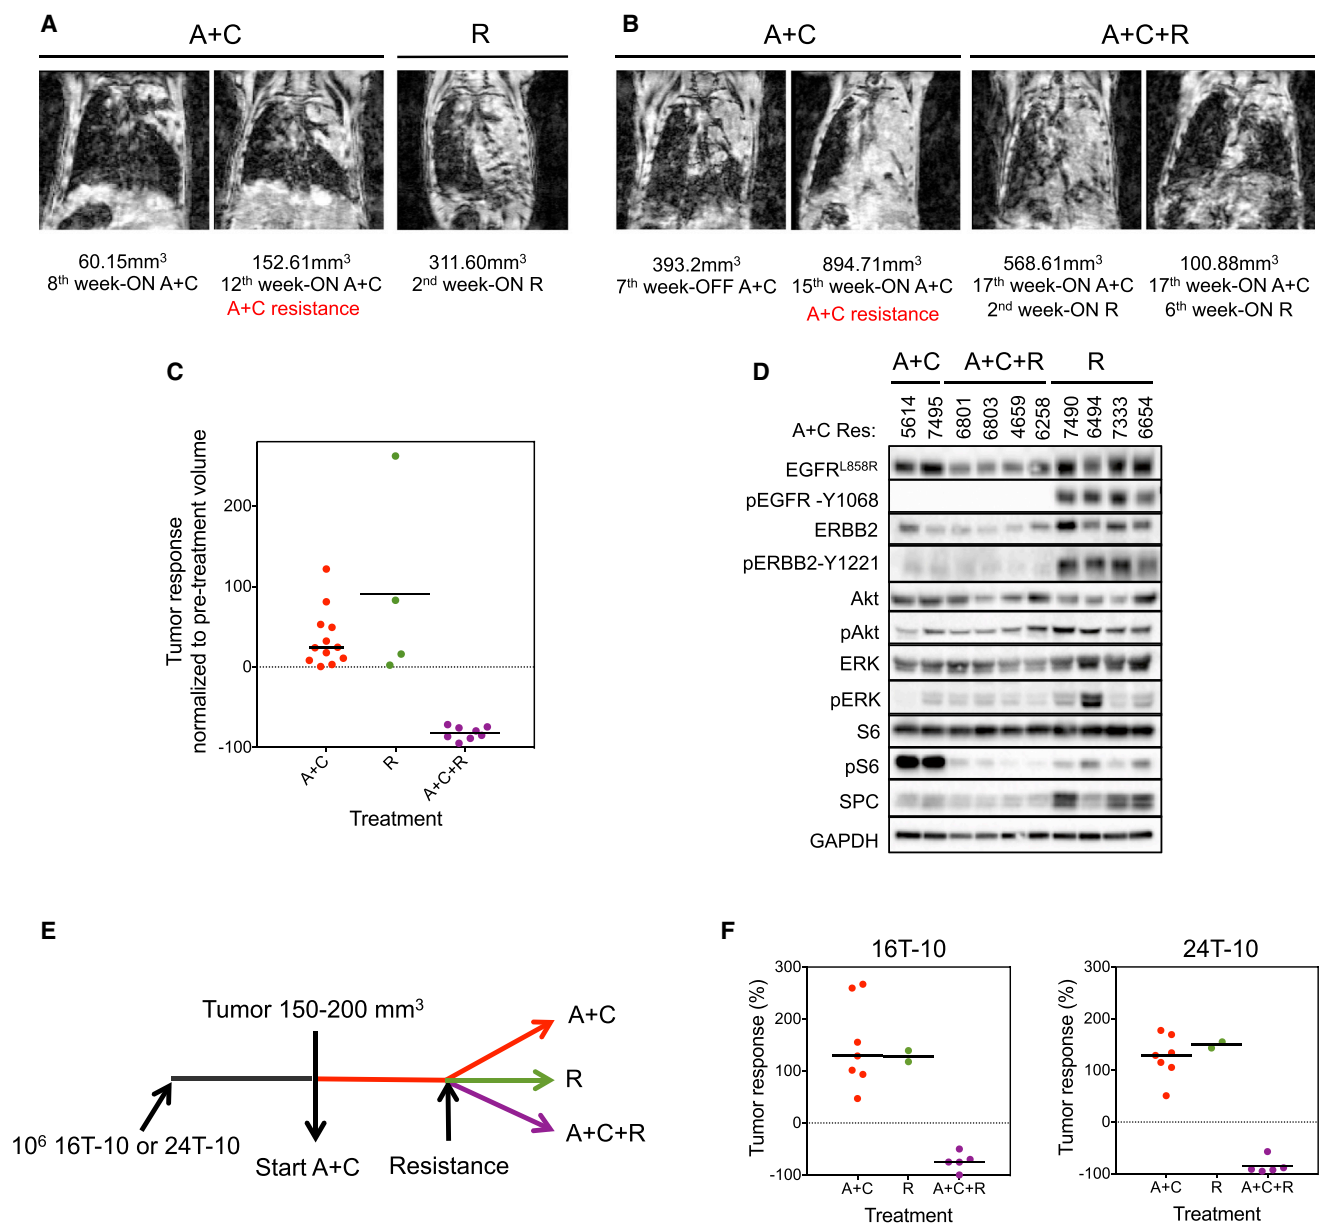 A
A+C
R
60.15mm³
8th week-ON A+C
152.61mm³
12th week-ON A+C
A+C resistance
311.60mm³
2nd week-ON R
B
A+C
A+C+R
393.2mm³
7th week-OFF A+C
894.71mm³
15th week-ON A+C
A+C resistance
568.61mm³
17th week-ON A+C
2nd week-ON R
100.88mm³
17th week-ON A+C
6th week-ON R
C
Tumor response
normalized to pre-treatment volume
200
100
0
-100
A+C
R
A+C+R
Treatment
D
A+C
A+C+R
R
A+C Res:
5614
7495
6801
6803
4659
6258
7490
6494
7333
6654
EGFRL858R
pEGFR -Y1068
ERBB2
pERBB2-Y1221
Akt
pAkt
ERK
pERK
S6
pS6
SPC
GAPDH
E
Tumor 150-200 mm³
10⁶ 16T-10 or 24T-10
Start A+C
Resistance
A+C
R
A+C+R
F
16T-10
Tumor response (%)
300
200
100
0
-100
A+C
R
A+C+R
Treatment
24T-10
Tumor response (%)
300
200
100
0
-100
A+C
R
A+C+R
Treatment